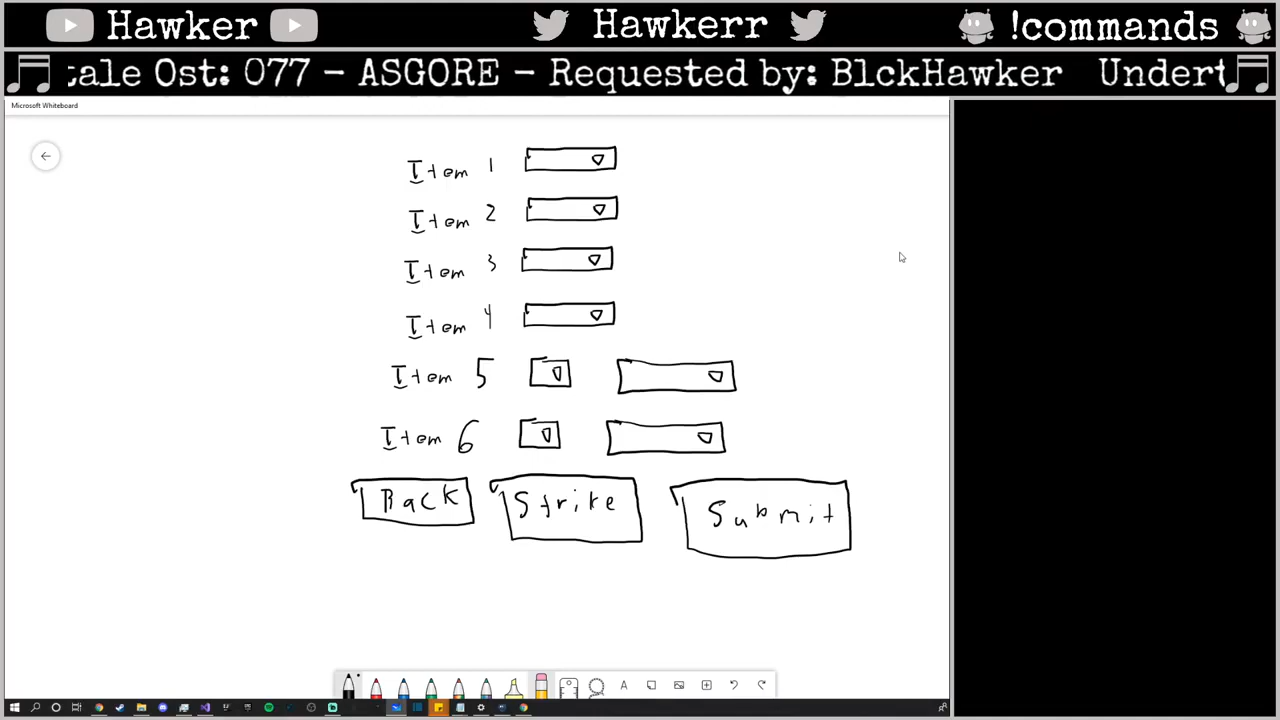 Hawker Hawkerr !commands
tale Ost: 077 - ASGORE - Requested by: BlckHawker Undert
Microsoft Whiteboard
Item 1
Item 2
Item 3
Item 4
Item 5
Item 6
Back Strike Submit